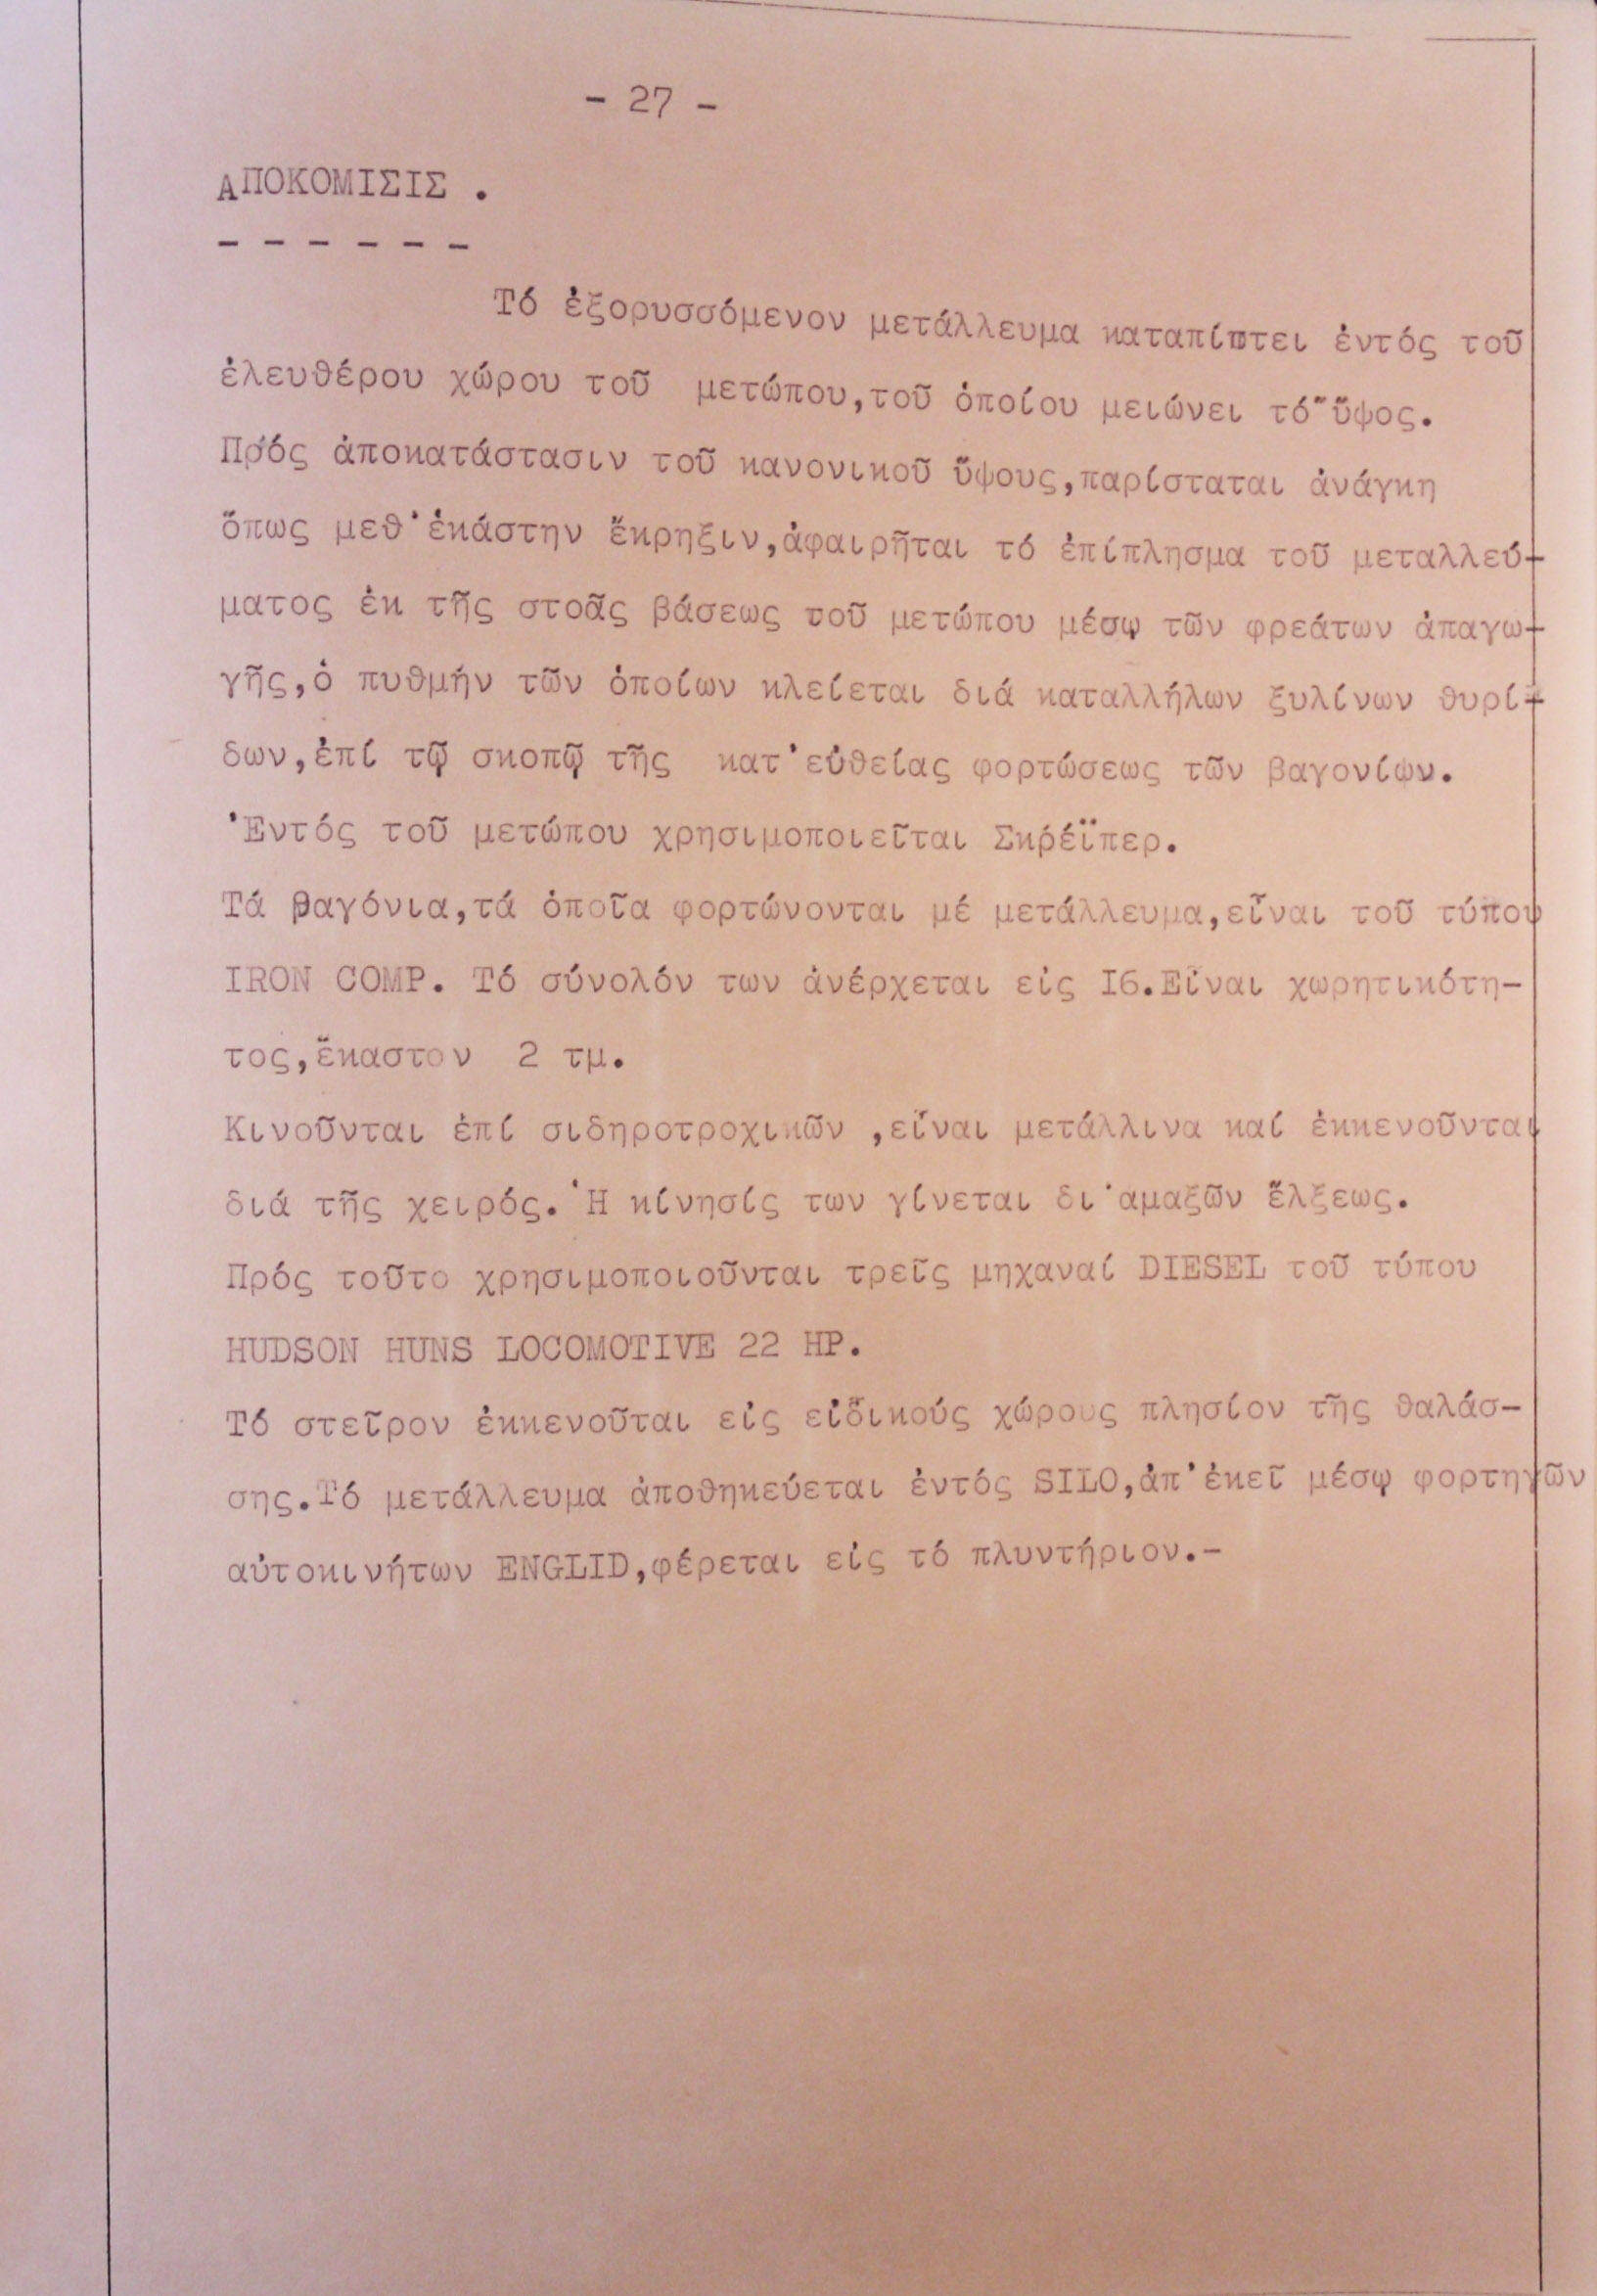 - 27 -
ΑΠΟΚΟΜΙΣΙΣ .
- - - - - -
Τό ἐξορυσσόμενον μετάλλευμα καταπίπτει ἐντός τοῦ
ἐλευθέρου χώρου τοῦ μετώπου,τοῦ ὁποίου μειώνει τό ὕψος.
Πρός ἀποκατάστασιν τοῦ κανονικοῦ ὕψους,παρίσταται ἀνάγκη
ὅπως μεθ'ἑκάστην ἔκρηξιν,ἀφαιρῆται τό ἐπίπλησμα τοῦ μεταλλεύ-
ματος ἐκ τῆς στοᾶς βάσεως τοῦ μετώπου μέσῳ τῶν φρεάτων ἀπαγω-
γῆς,ὁ πυθμήν τῶν ὁποίων κλείεται διά καταλλήλων ξυλίνων θυρί-
δων,ἐπί τῷ σκοπῷ τῆς κατ'εὐθείας φορτώσεως τῶν βαγονίων.
Ἐντός τοῦ μετώπου χρησιμοποιεῖται Σκρέϊπερ.
Τά βαγόνια,τά ὁποῖα φορτώνονται μέ μετάλλευμα,εἶναι τοῦ τύπου
IRON COMP. Τό σύνολόν των ἀνέρχεται εἰς I6.Εἶναι χωρητικότη-
τος,ἕκαστον 2 τμ.
Κινοῦνται ἐπί σιδηροτροχικῶν ,εἶναι μετάλλινα καί ἐκκενοῦνται
διά τῆς χειρός. Ἡ κίνησίς των γίνεται δι'αμαξῶν ἕλξεως.
Πρός τοῦτο χρησιμοποιοῦνται τρεῖς μηχαναί DIESEL τοῦ τύπου
HUDSON HUNS LOCOMOTIVE 22 HP.
Τό στεῖρον ἐκκενοῦται εἰς εἰδικούς χώρους πλησίον τῆς θαλάσ-
σης.Τό μετάλλευμα ἀποθηκεύεται ἐντός SILO,ἀπ'ἐκεῖ μέσῳ φορτηγῶν
αὐτοκινήτων ENGLID,φέρεται εἰς τό πλυντήριον.-